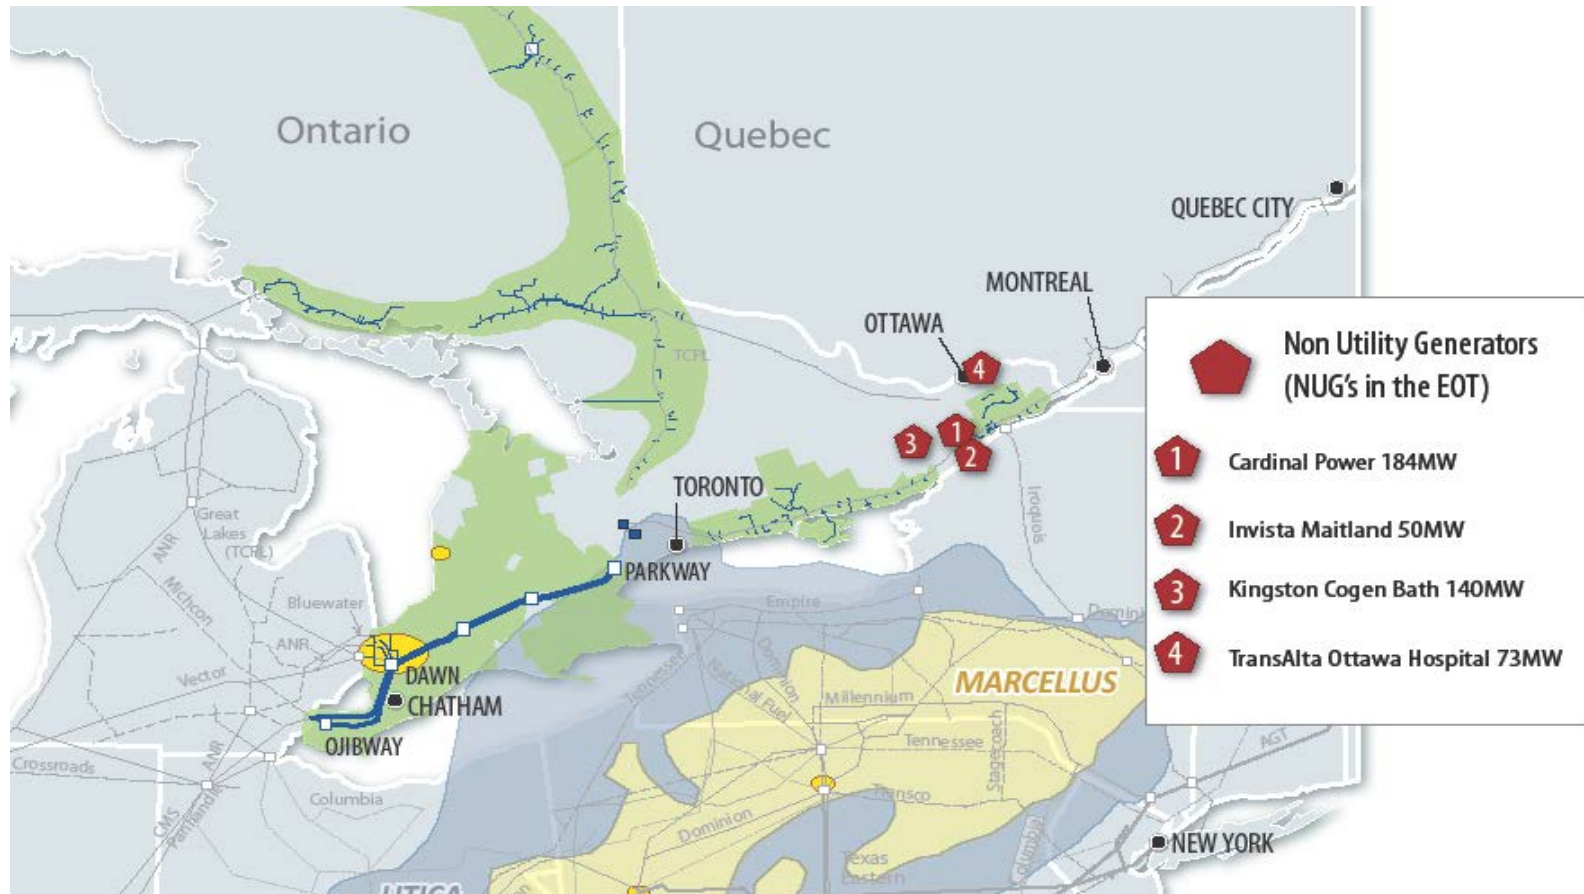 Ontario
Quebec
QUEBEC CITY
MONTREAL
OTTAWA
4
TCPL
1
3
2
TORONTO
Great
Lakes
(TCPL)
ANR
Michcon
Iroquois
PARKWAY
Bluewater
Empire
ANR
Vector
DAWN
CHATHAM
OJIBWAY
Tennessee
National Fuel
Dominion
Millennium
MARCELLUS
Stagecoach
Tennessee
Crossroads
ANR
CMS
Panhandle
Columbia
Transco
Dominion
AGT
NEW YORK
Texas
Eastern
UTICA
Non Utility Generators
(NUG's in the EOT)
1 Cardinal Power 184MW
2 Invista Maitland 50MW
3 Kingston Cogen Bath 140MW
4 TransAlta Ottawa Hospital 73MW